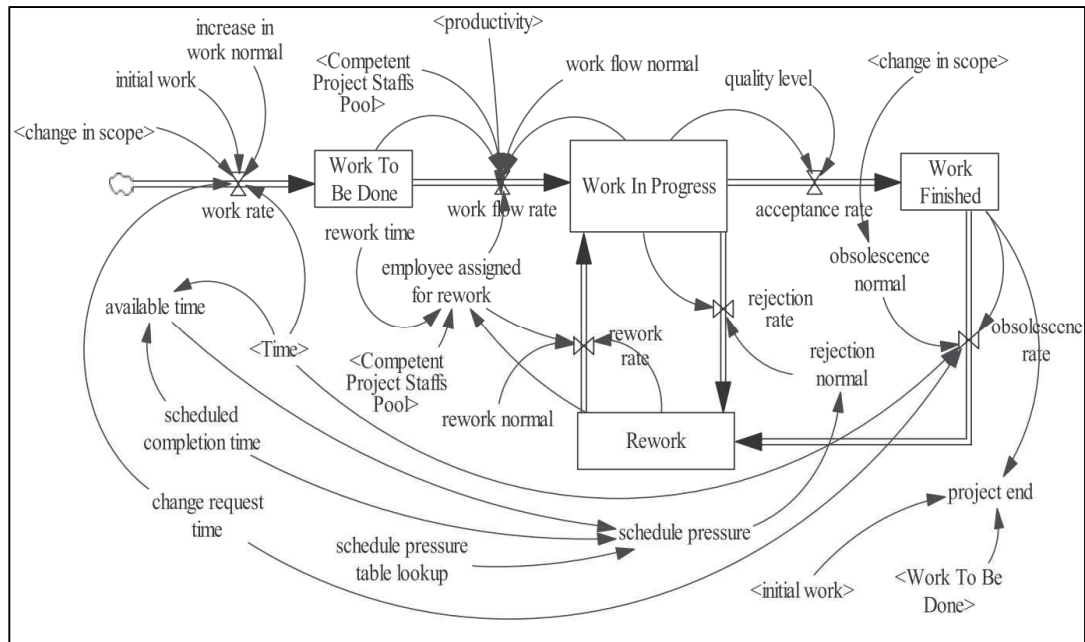 increase in
work normal
initial work
<change in scope>
<productivity>
<Competent
Project Staffs
Pool>
work flow normal
quality level
<change in scope>
Work To
Be Done
Work In Progress
Work
Finished
work rate
work flow rate
acceptance rate
rework time
employee assigned
for rework
obsolescence
normal
available time
rejection
rate
<Time>
rework
rate
obsolescence
rate
<Competent
Project Staffs
Pool>
rejection
normal
rework normal
scheduled
completion time
Rework
change request
time
schedule pressure
project end
schedule pressure
table lookup
<initial work>
<Work To Be
Done>